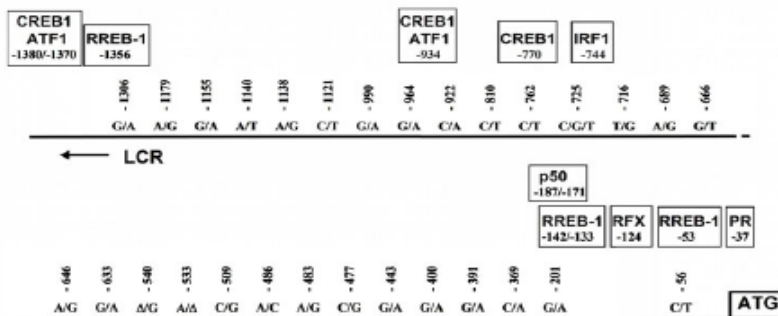 CREB1 CREB1
ATF1 RREB-1 ATF1 CREB1 IRF1
-1380/-1370 -1356 -934 -770 -744
- 1306 - 1179 - 1155 - 1140 - 1138 - 1121 - 990 - 964 - 922 - 810 - 762 - 725 - 716 - 689 - 666
G/A A/G G/A A/T A/G C/T G/A G/A C/A C/T C/T C/G/T T/G A/G G/T
LCR
p50
-187/-171
RREB-1 RFX RREB-1 PR
-142/-133 -124 -53 -37
- 646 - 633 - 540 - 533 - 509 - 486 - 483 - 477 - 443 - 400 - 391 - 369 - 201 - 56
A/G G/A Δ/G A/Δ C/G A/C A/G C/G G/A G/A G/A C/A G/A C/T
ATG